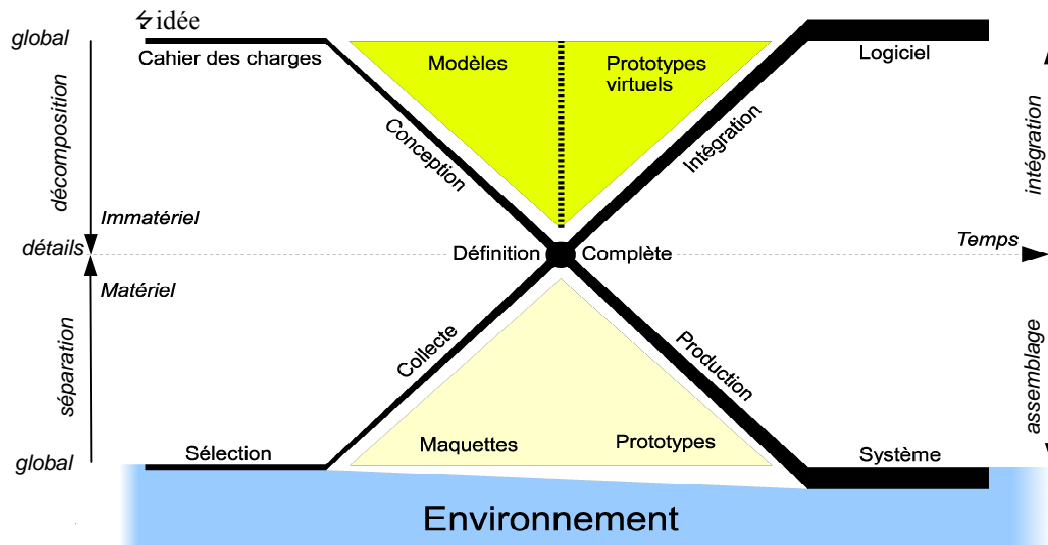 idée
global
Cahier des charges
Modèles
Prototypes
virtuels
Logiciel
décomposition
Conception
Intégration
intégration
Immatériel
détails
Définition
Complète
Temps
Matériel
séparation
Collecte
Production
assemblage
Maquettes
Prototypes
global
Sélection
Système
Environnement